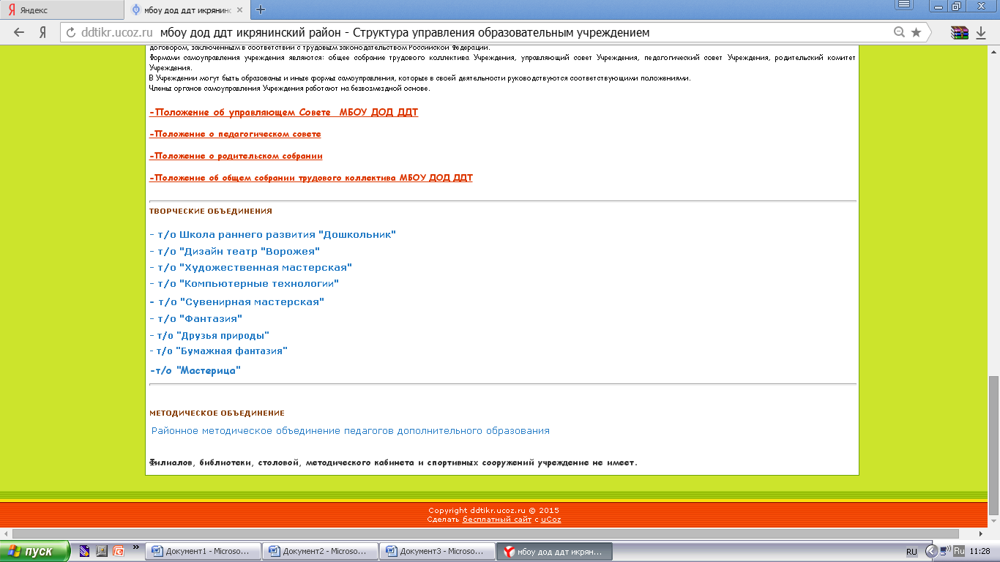 Яндекс
мбоу дод ддт икрянинс
ddtikr.ucoz.ru мбоу дод ддт икрянинский район - Структура управления образовательным учреждением
договором, заключенным в соответствии с трудовым законодательством Российской Федерации.
Формами самоуправления учреждения являются: общее собрание трудового коллектива Учреждения, управляющий совет Учреждения, педагогический совет Учреждения, родительский комитет
Учреждения.
В Учреждении могут быть образованы и иные формы самоуправления, которые в своей деятельности руководствуются соответствующими положениями.
Члены органов самоуправления Учреждения работают на безвозмездной основе.
-Положение об управляющем Совете МБОУ ДОД ДДТ
-Положение о педагогическом совете
-Положение о родительском собрании
-Положение об общем собрании трудового коллектива МБОУ ДОД ДДТ
ТВОРЧЕСКИЕ ОБЪЕДИНЕНИЯ
- т/о Школа раннего развития "Дошкольник"
- т/о "Дизайн театр "Ворожея"
- т/о "Художественная мастерская"
- т/о "Компьютерные технологии"
- т/о "Сувенирная мастерская"
- т/о "Фантазия"
- т/о "Друзья природы"
- т/о "Бумажная фантазия"
-т/о "Мастерица"
МЕТОДИЧЕСКОЕ ОБЪЕДИНЕНИЕ
Районное методическое объединение педагогов дополнительного образования
Филиалов, библиотеки, столовой, методического кабинета и спортивных сооружений учреждение не имеет.
Copyright ddtikr.ucoz.ru © 2015
Сделать бесплатный сайт с uCoz
пуск
Документ1 - Microso...
Документ2 - Microso...
Документ3 - Microso...
мбоу дод ддт икрян...
RU
Ru
11:28